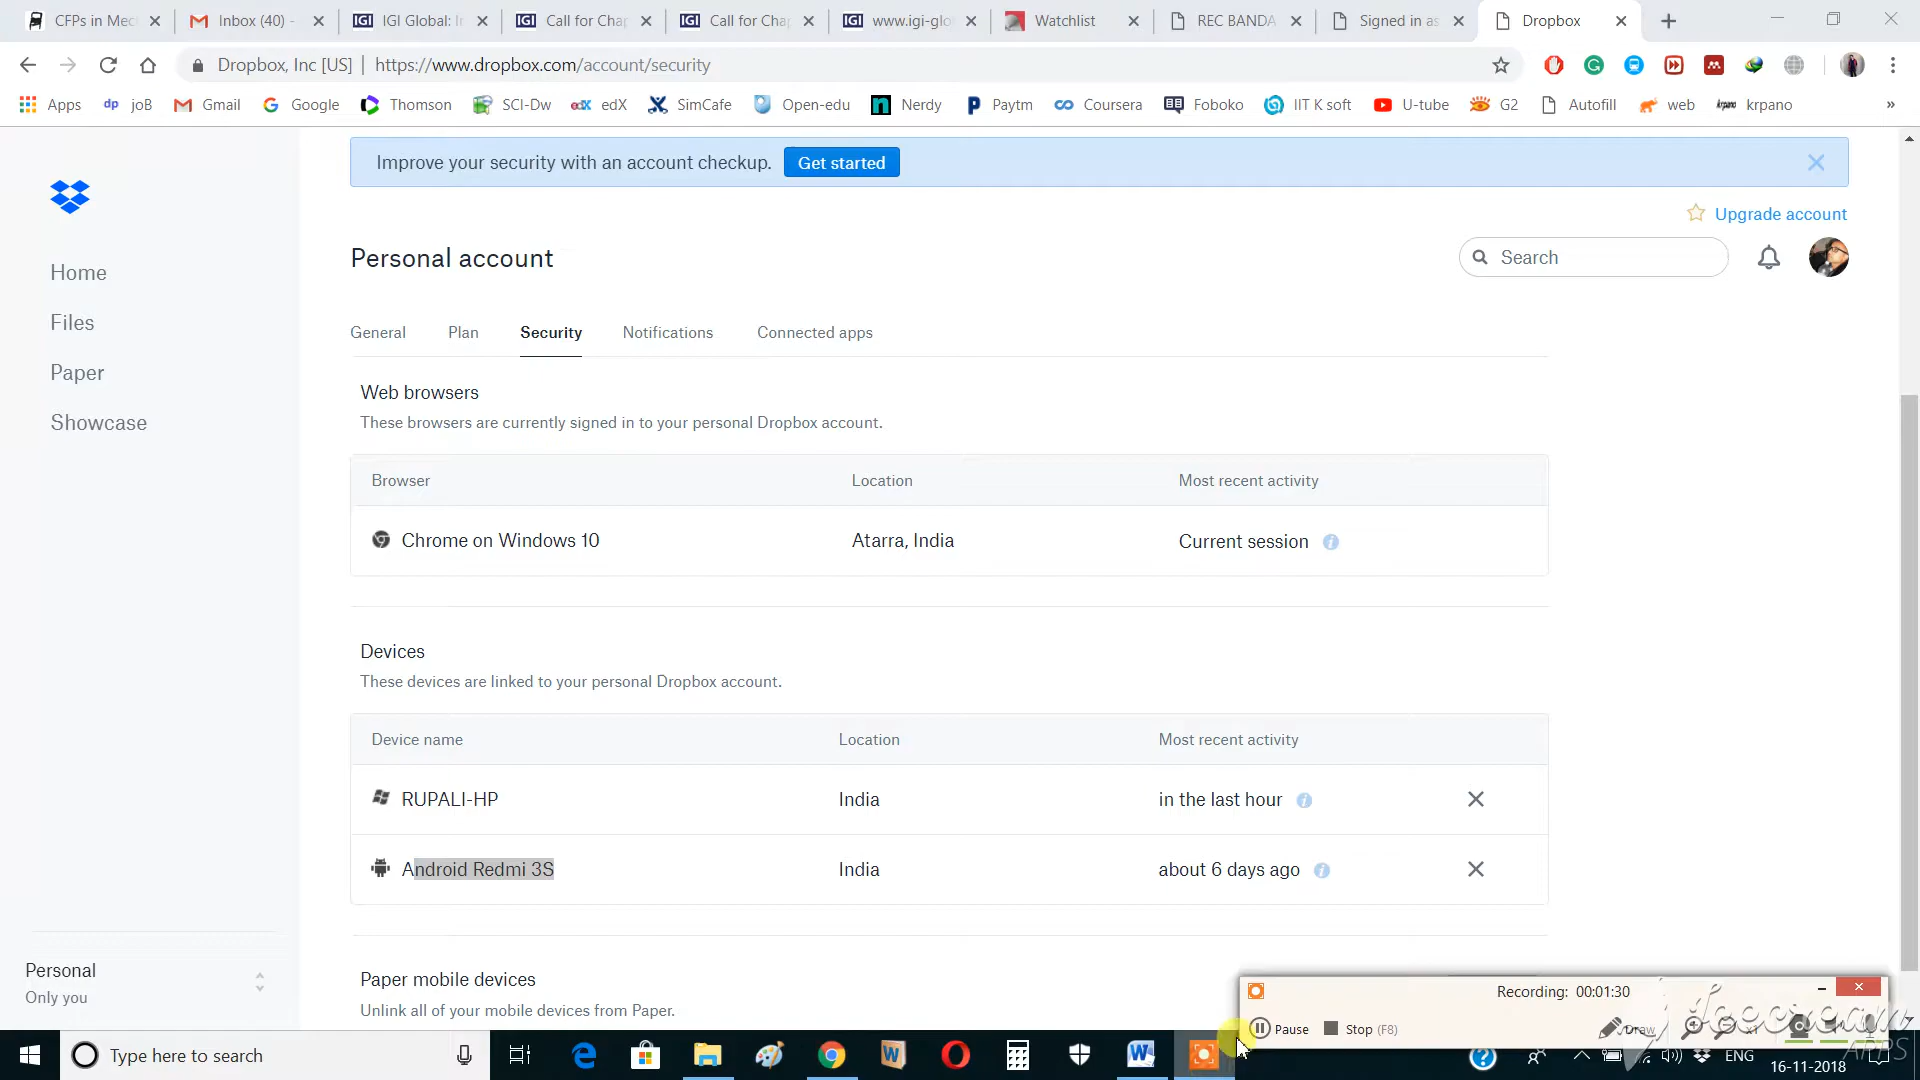 CFPs in Mec
Inbox (40) -
IGI Global: I
Call for Cha
Call for Cha
www.igi-glo
Watchlist
REC BANDA
Signed in as
Dropbox
Dropbox, Inc [US] | https://www.dropbox.com/account/security
Apps
dp joB
Gmail
Google
Thomson
SCI-Dw
edX edX
SimCafe
Open-edu
Nerdy
Paytm
Coursera
Foboko
IIT K soft
U-tube
G2
Autofill
web
krpano krpano
»
Improve your security with an account checkup. Get started
Upgrade account
Personal account
Search
Home
Files
Paper
Showcase
General Plan Security Notifications Connected apps
Web browsers
These browsers are currently signed in to your personal Dropbox account.
Browser Location Most recent activity
Chrome on Windows 10 Atarra, India Current session
Devices
These devices are linked to your personal Dropbox account.
Device name Location Most recent activity
RUPALI-HP India in the last hour
Android Redmi 3S India about 6 days ago
Paper mobile devices
Unlink all of your mobile devices from Paper.
Personal
Only you
Recording: 00:01:30
Pause Stop (F8) Draw x1
Icecream
APPS
Type here to search
ENG
16-11-2018